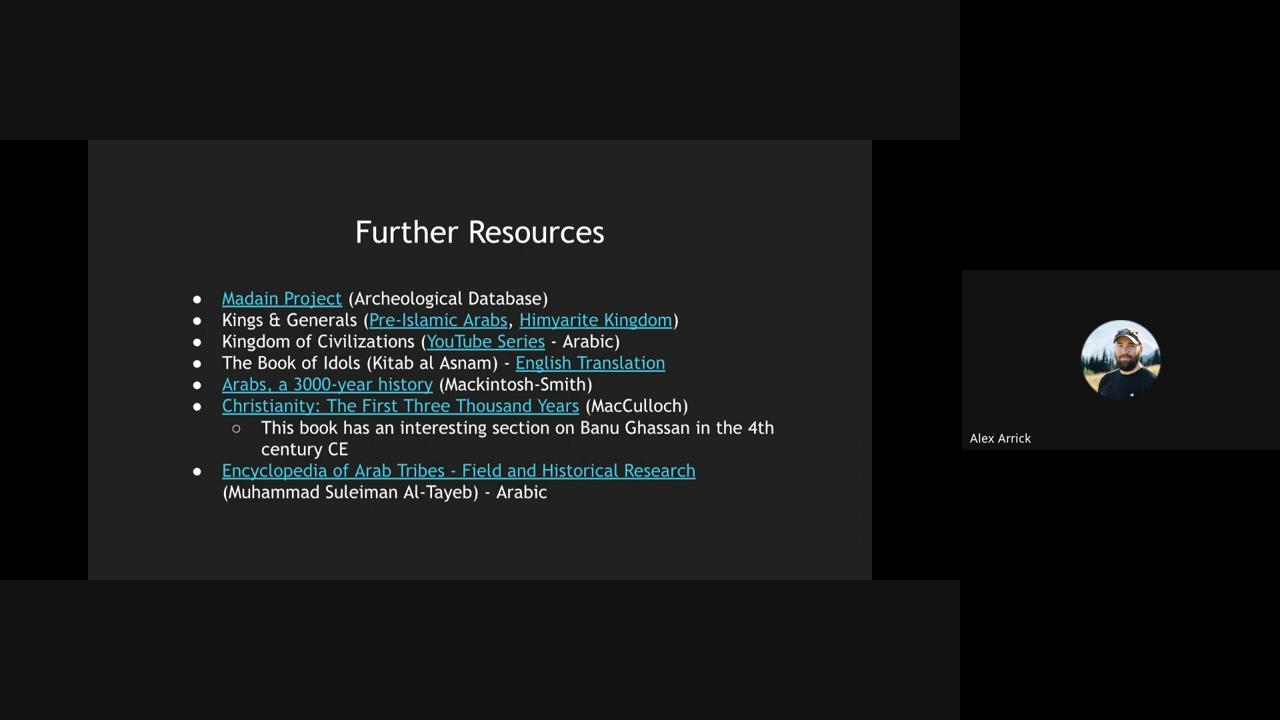 Further Resources
● Madain Project (Archeological Database)
● Kings & Generals (Pre-Islamic Arabs, Himyarite Kingdom)
● Kingdom of Civilizations (YouTube Series - Arabic)
● The Book of Idols (Kitab al Asnam) - English Translation
● Arabs, a 3000-year history (Mackintosh-Smith)
● Christianity: The First Three Thousand Years (MacCulloch)
○ This book has an interesting section on Banu Ghassan in the 4th
century CE
● Encyclopedia of Arab Tribes - Field and Historical Research
(Muhammad Suleiman Al-Tayeb) - Arabic
Alex Arrick